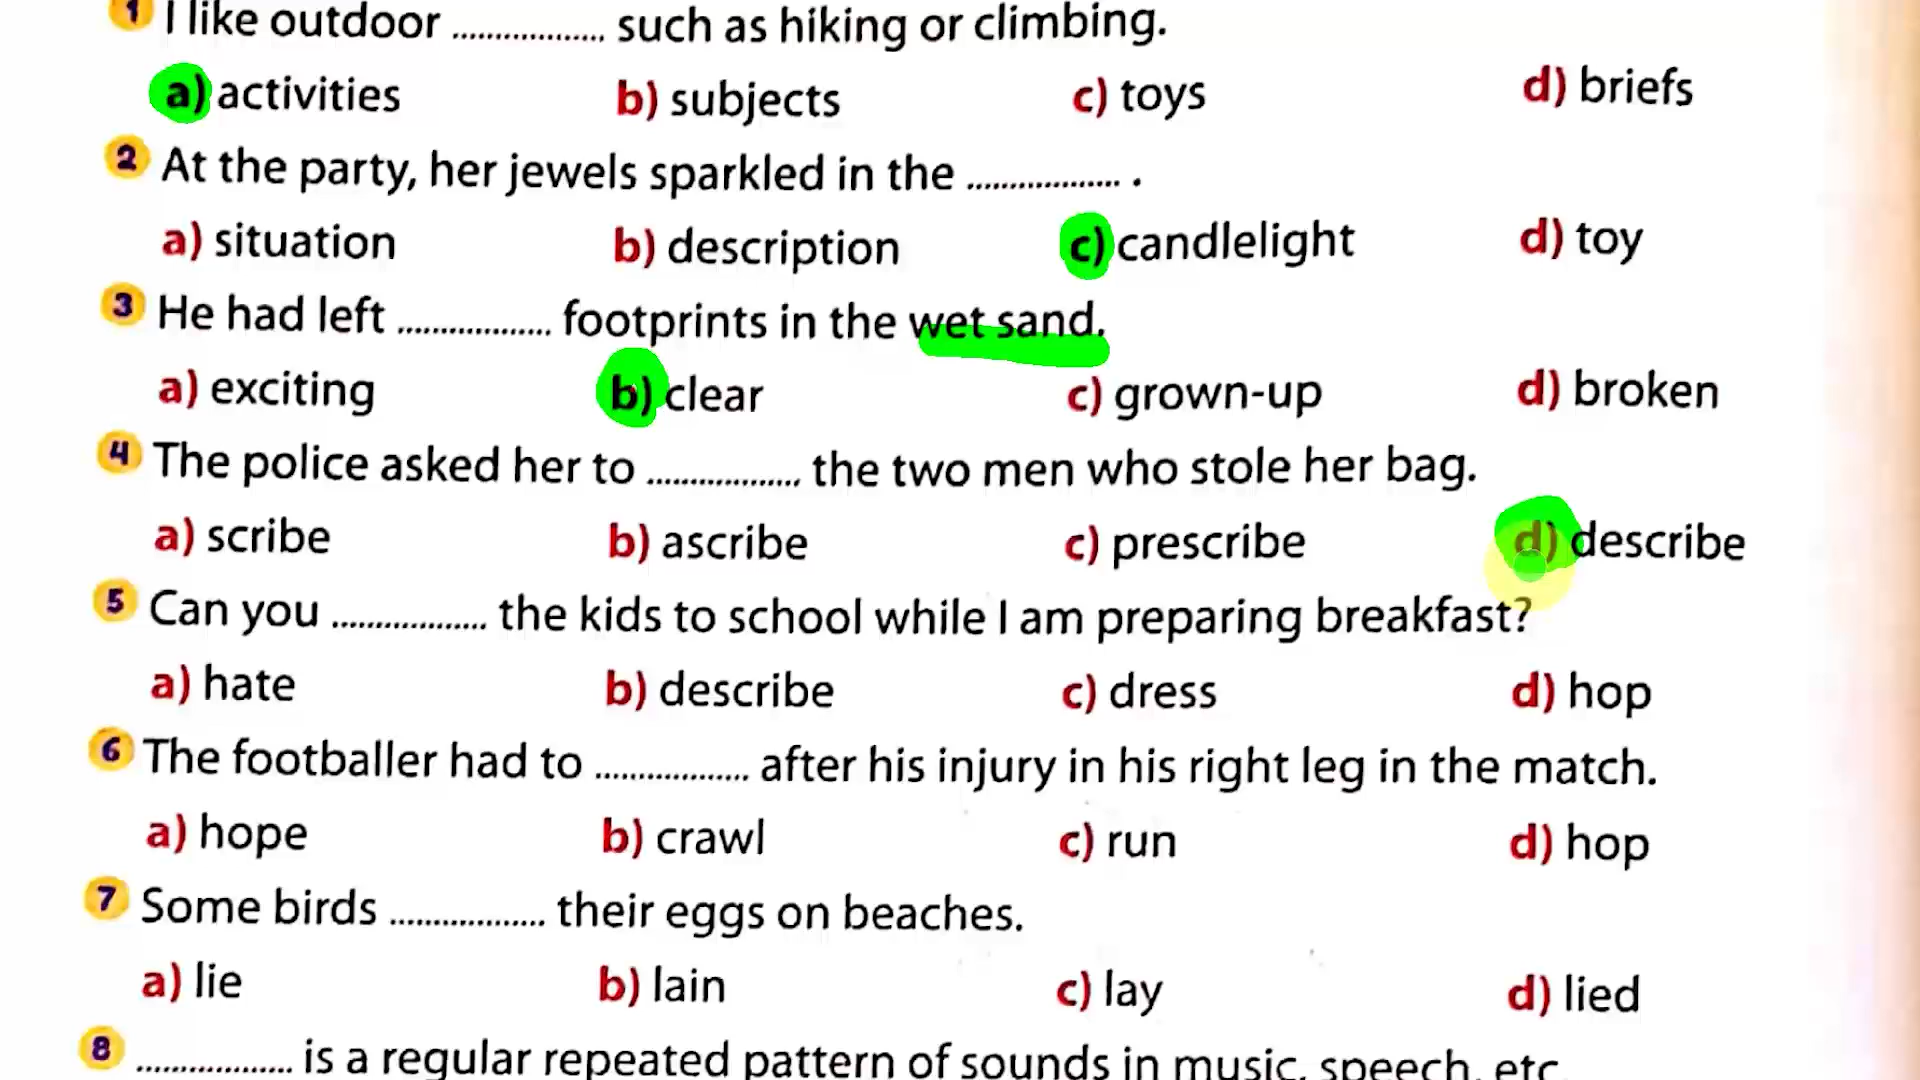 1 I like outdoor .................. such as hiking or climbing.
a) activities b) subjects c) toys d) briefs
2 At the party, her jewels sparkled in the .................. .
a) situation b) description c) candlelight d) toy
3 He had left .................. footprints in the wet sand.
a) exciting b) clear c) grown-up d) broken
4 The police asked her to .................. the two men who stole her bag.
a) scribe b) ascribe c) prescribe d) describe
5 Can you .................. the kids to school while I am preparing breakfast?
a) hate b) describe c) dress d) hop
6 The footballer had to .................. after his injury in his right leg in the match.
a) hope b) crawl c) run d) hop
7 Some birds .................. their eggs on beaches.
a) lie b) lain c) lay d) lied
8 .................. is a regular repeated pattern of sounds in music, speech, etc.